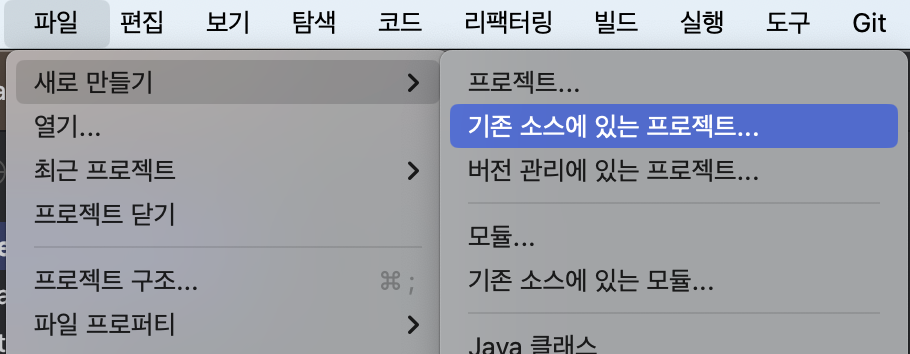 파일 편집 보기 탐색 코드 리팩터링 빌드 실행 도구 Git
새로 만들기
열기...
최근 프로젝트
프로젝트 닫기
프로젝트 구조... ⌘ ;
파일 프로퍼티
프로젝트...
기존 소스에 있는 프로젝트...
버전 관리에 있는 프로젝트...
모듈...
기존 소스에 있는 모듈...
Java 클래스